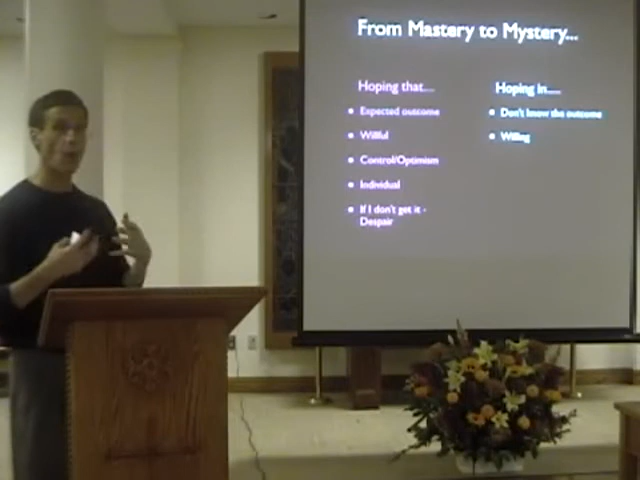 From Mastery to Mystery...
Hoping that....
Expected outcome
Willful
Control/Optimism
Individual
If I don't get it -
Despair
Hoping in....
Don't know the outcome
Willing